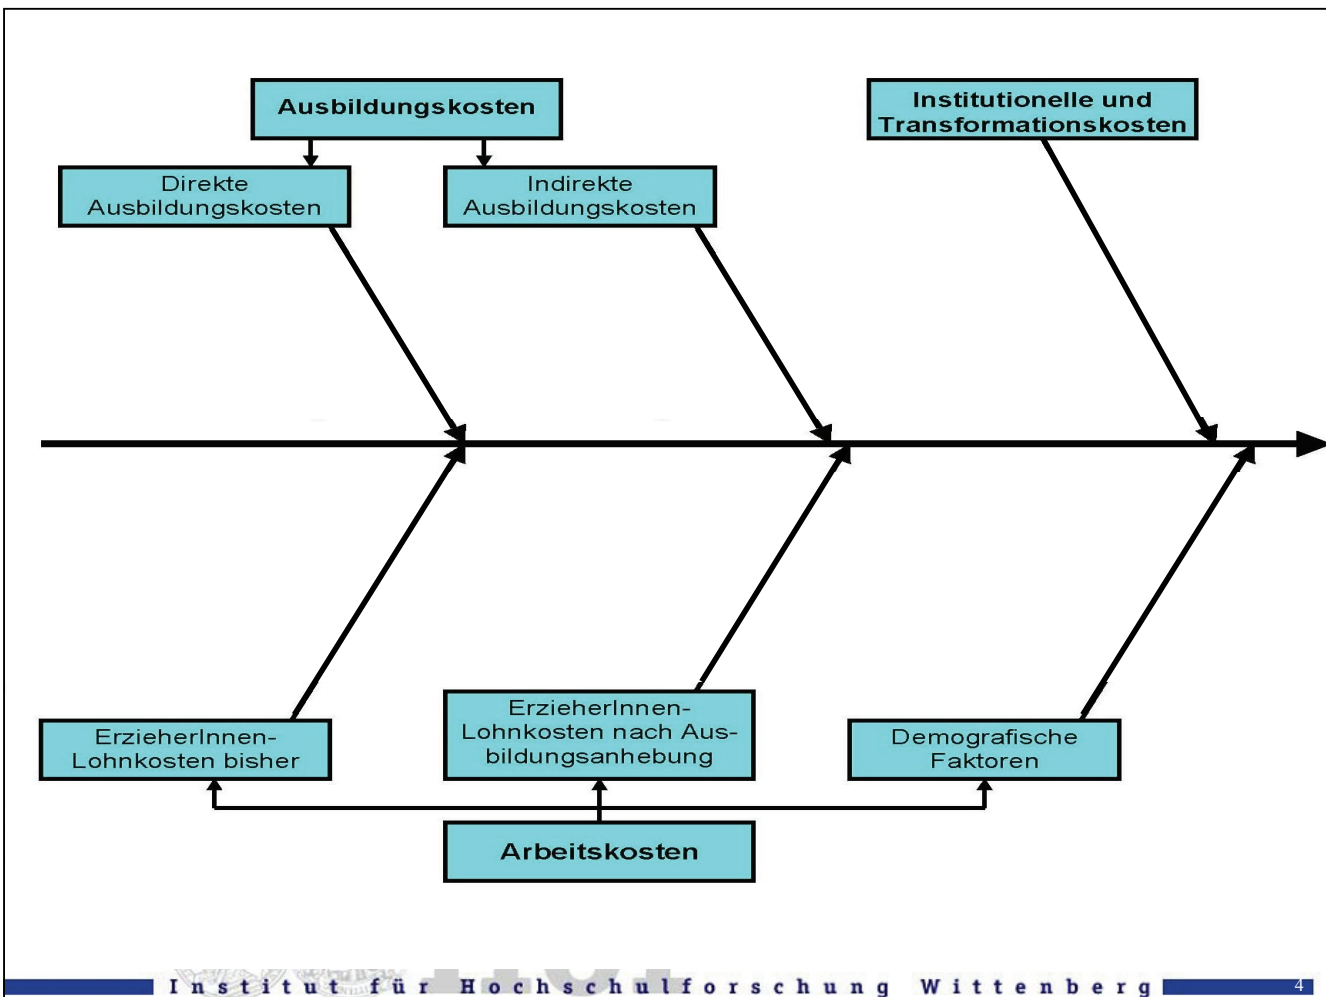 Ausbildungskosten
Institutionelle und
Transformationskosten
Direkte
Ausbildungskosten
Indirekte
Ausbildungskosten
ErzieherInnen-
Lohnkosten bisher
ErzieherInnen-
Lohnkosten nach Aus-
bildungsanhebung
Demografische
Faktoren
Arbeitskosten
Institut für Hochschulforschung Wittenberg
4